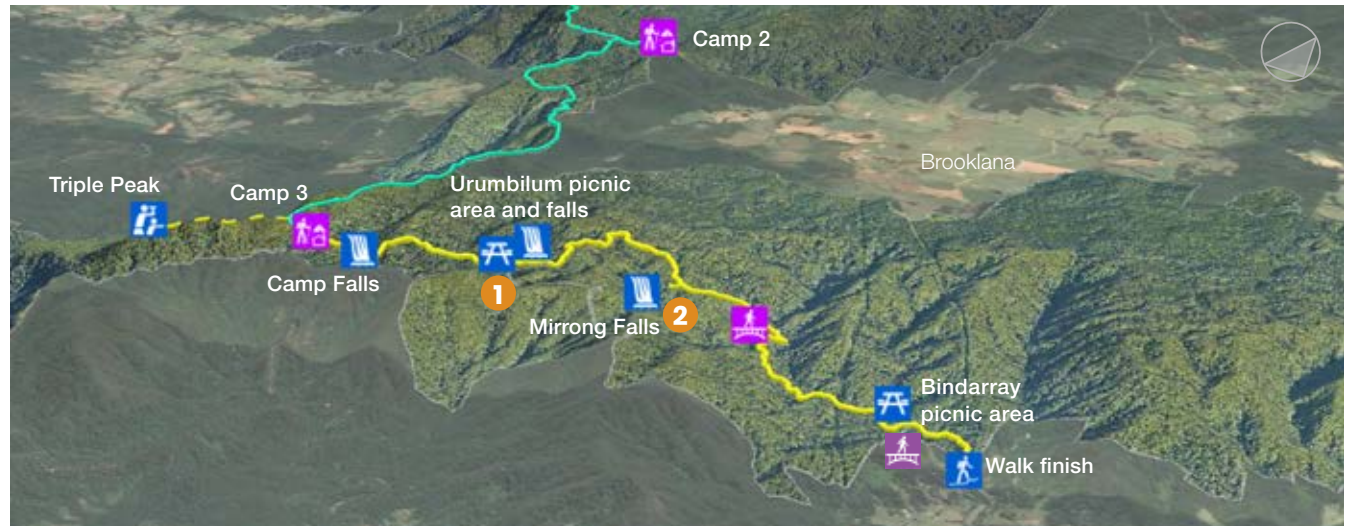 Camp 2
Brooklana
Triple Peak
Camp 3
Urumbilum picnic
area and falls
Camp Falls
1
Mirrong Falls
2
Bindarray
picnic area
Walk finish